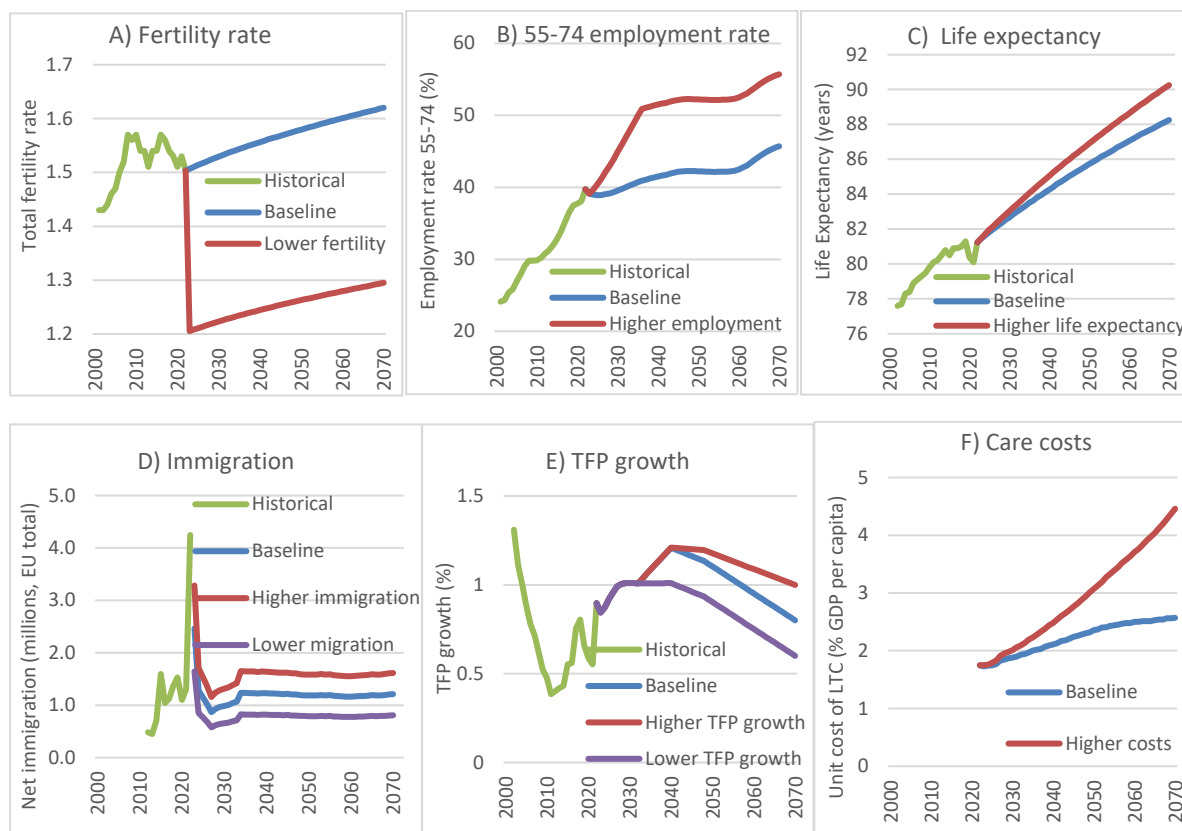 A) Fertility rate
Total fertility rate
1.7
1.6
1.5
1.4
1.3
1.2
Historical
Baseline
Lower fertility
2000
2010
2020
2030
2040
2050
2060
2070
B) 55-74 employment rate
Employment rate 55-74 (%)
60
50
40
30
20
Historical
Baseline
Higher employment
2000
2010
2020
2030
2040
2050
2060
2070
C) Life expectancy
Life Expectancy (years)
92
90
88
86
84
82
80
78
76
Historical
Baseline
Higher life expectancy
2000
2010
2020
2030
2040
2050
2060
2070
D) Immigration
Net immigration (millions, EU total)
5.0
4.0
3.0
2.0
1.0
0.0
Historical
Baseline
Higher immigration
Lower migration
2000
2010
2020
2030
2040
2050
2060
2070
E) TFP growth
TFP growth (%)
1.5
1
0.5
0
Historical
Baseline
Higher TFP growth
Lower TFP growth
2000
2010
2020
2030
2040
2050
2060
2070
F) Care costs
Unit cost of LTC (% GDP per capita)
5
4
3
2
1
0
Baseline
Higher costs
2000
2010
2020
2030
2040
2050
2060
2070